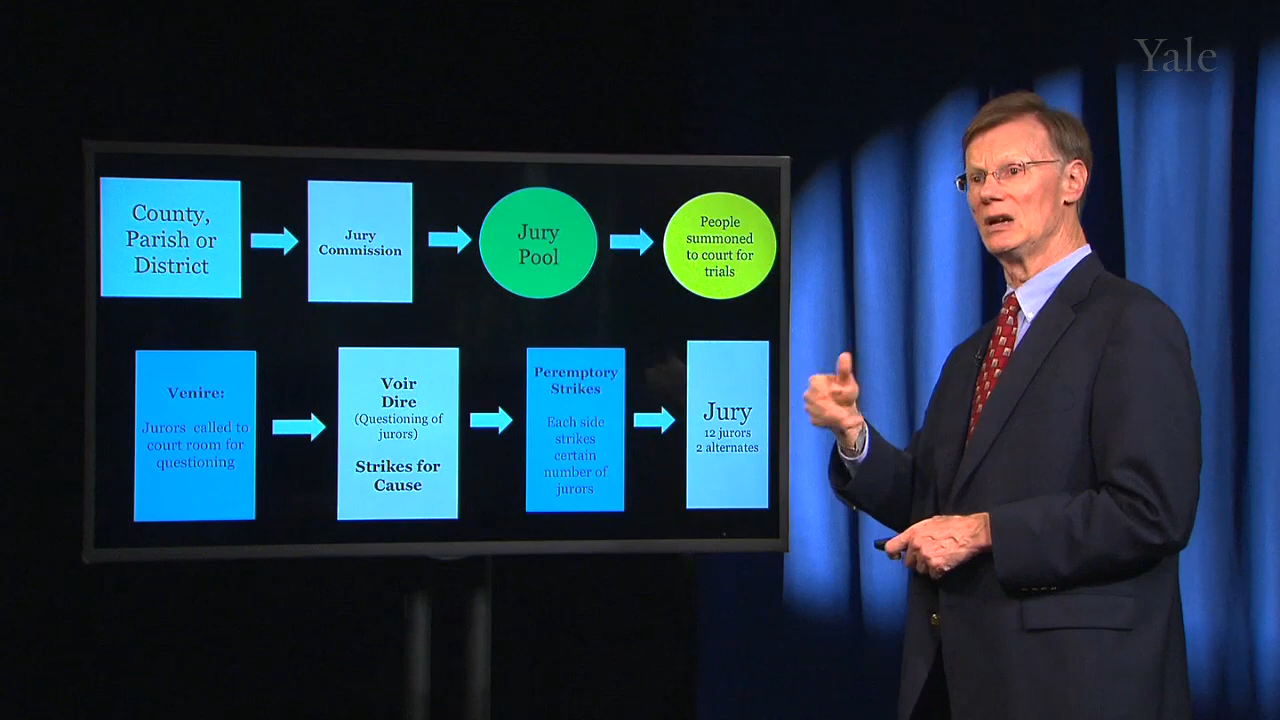 Yale
County,
Parish or
District
Jury
Commission
Jury
Pool
People
summoned
to court for
trials
Venire:
Jurors called to
court room for
questioning
Voir
Dire
(Questioning of
jurors)
Strikes for
Cause
Peremptory
Strikes
Each side
strikes
certain
number of
jurors
Jury
12 jurors
2 alternates